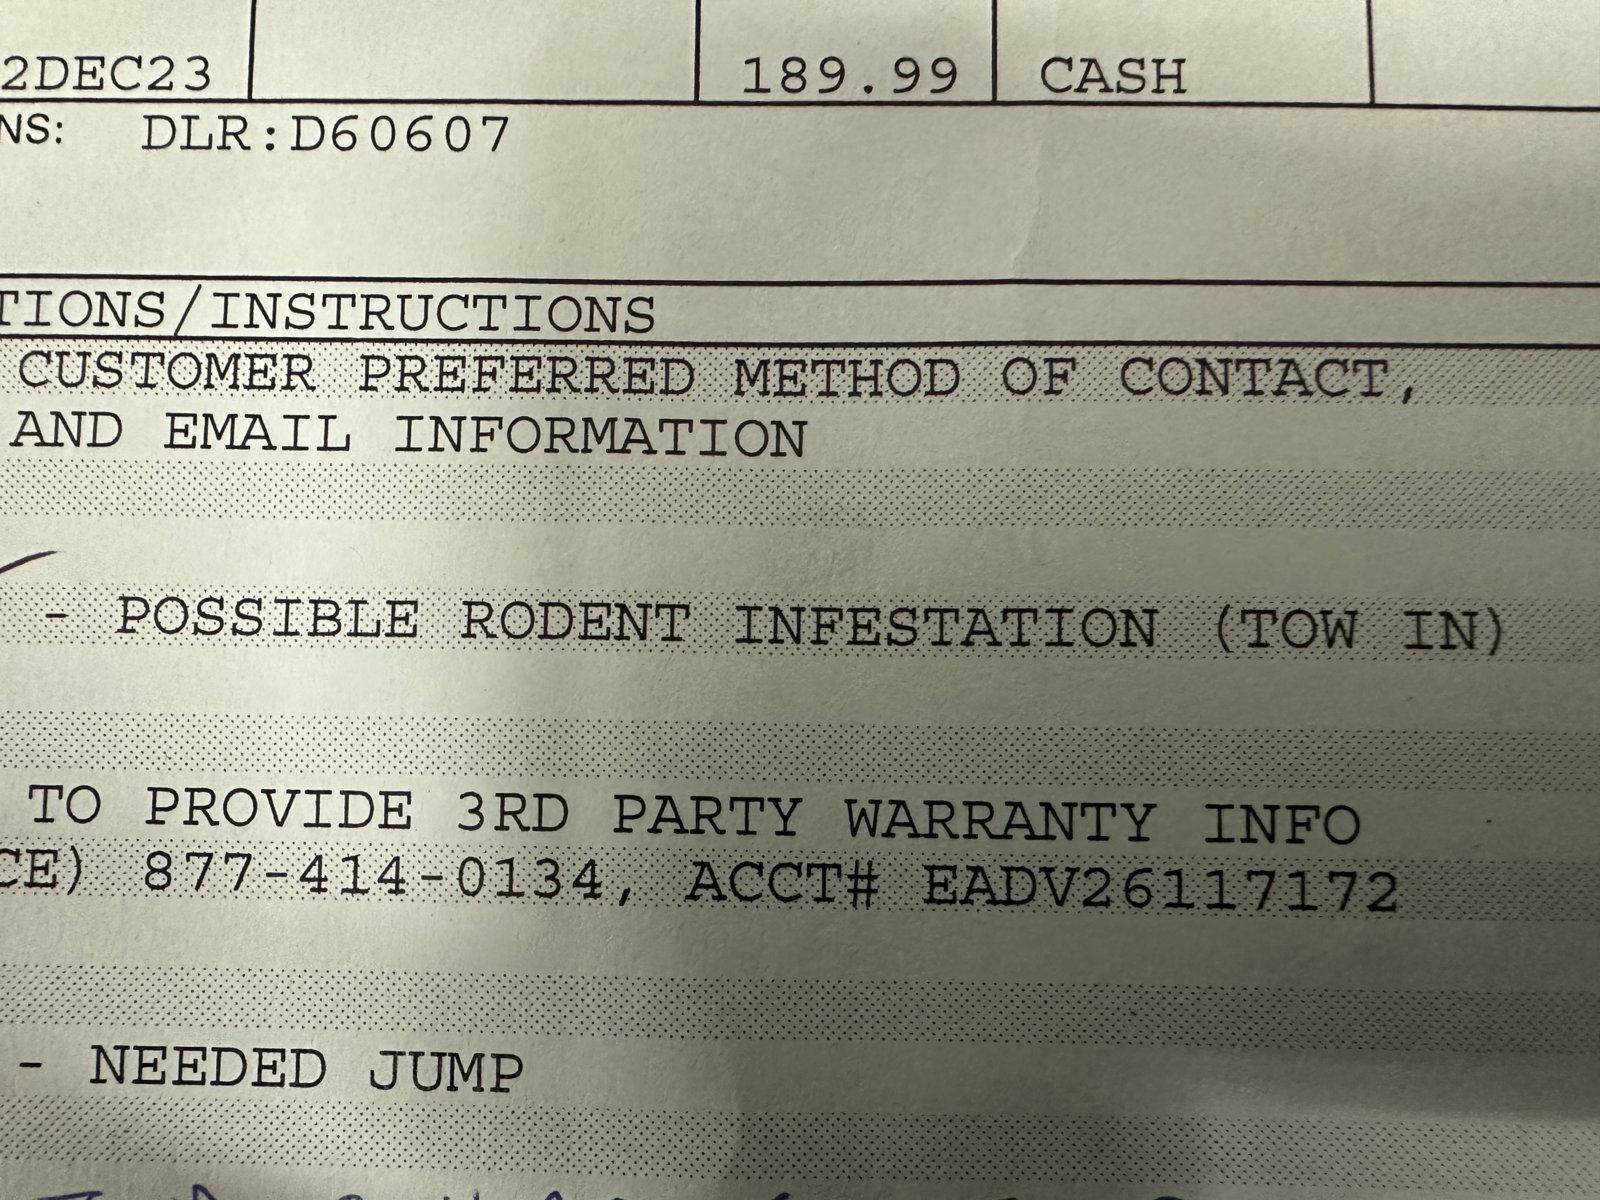 2DEC23 189.99 CASH
NS: DLR:D60607
TIONS/INSTRUCTIONS
CUSTOMER PREFERRED METHOD OF CONTACT,
AND EMAIL INFORMATION
- POSSIBLE RODENT INFESTATION (TOW IN)
TO PROVIDE 3RD PARTY WARRANTY INFO
CE) 877-414-0134, ACCT# EADV26117172
- NEEDED JUMP